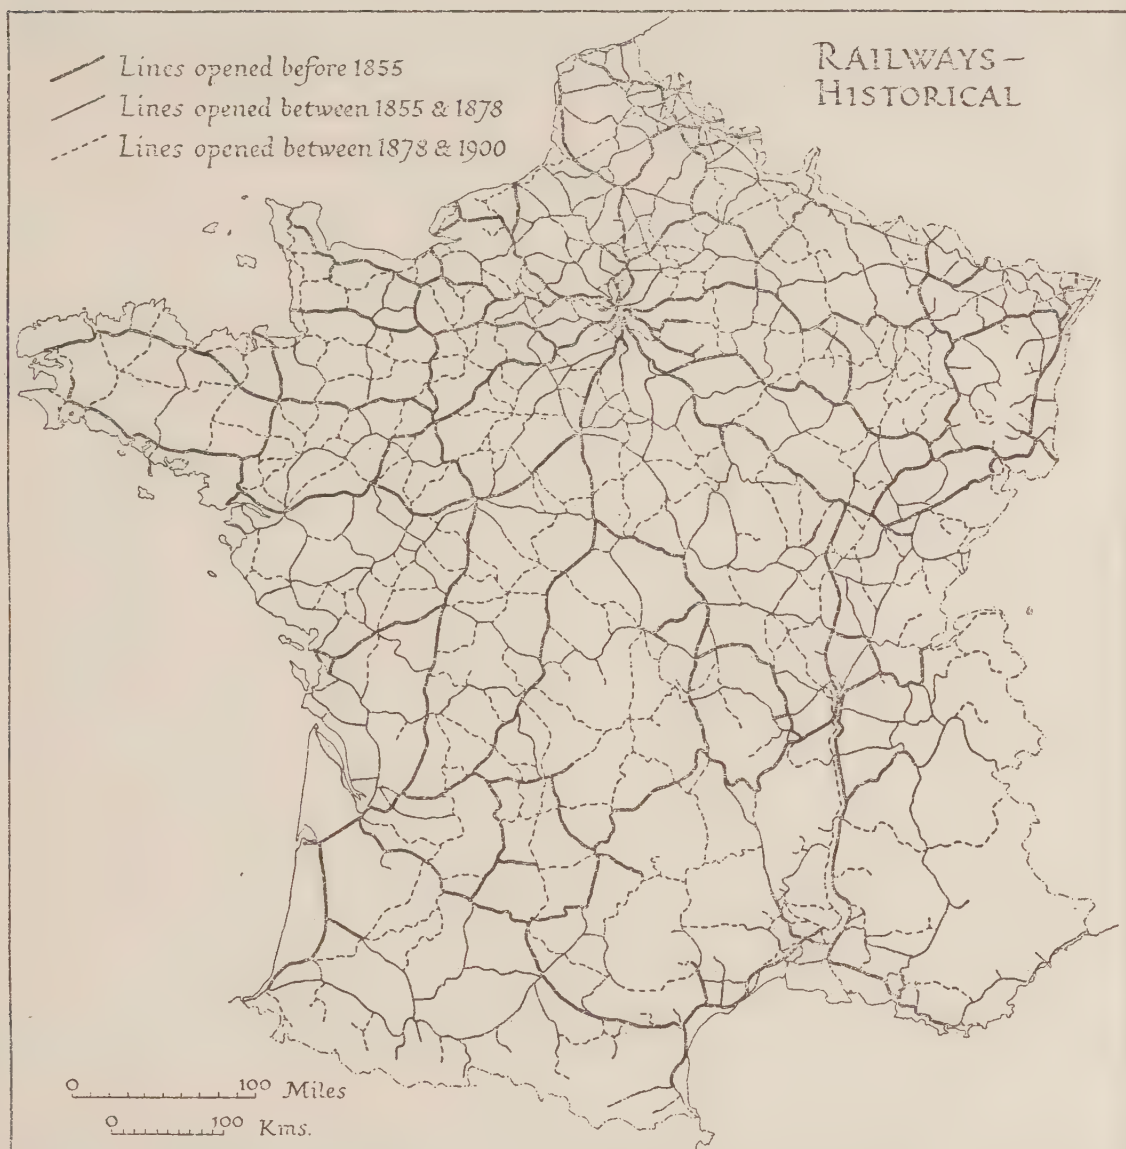 Lines opened before 1855
Lines opened between 1855 & 1878
Lines opened between 1878 & 1900
RAILWAYS–
HISTORICAL
0 100 Miles
0 100 Kms.